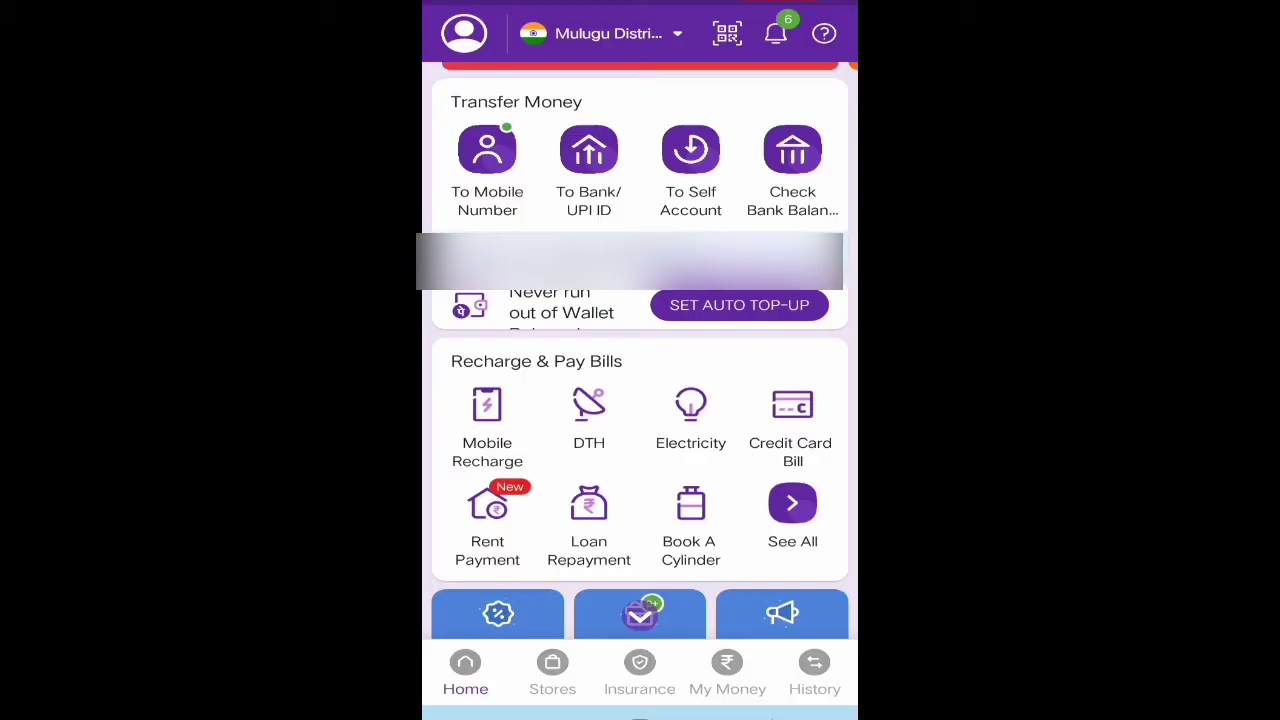 Mulugu Distri...
6
Transfer Money
To Mobile
Number
To Bank/
UPI ID
To Self
Account
Check
Bank Balan...
Never run
out of Wallet
SET AUTO TOP-UP
Recharge & Pay Bills
Mobile
Recharge
DTH
Electricity
Credit Card
Bill
New
Rent
Payment
Loan
Repayment
Book A
Cylinder
See All
Home
Stores
Insurance
My Money
History